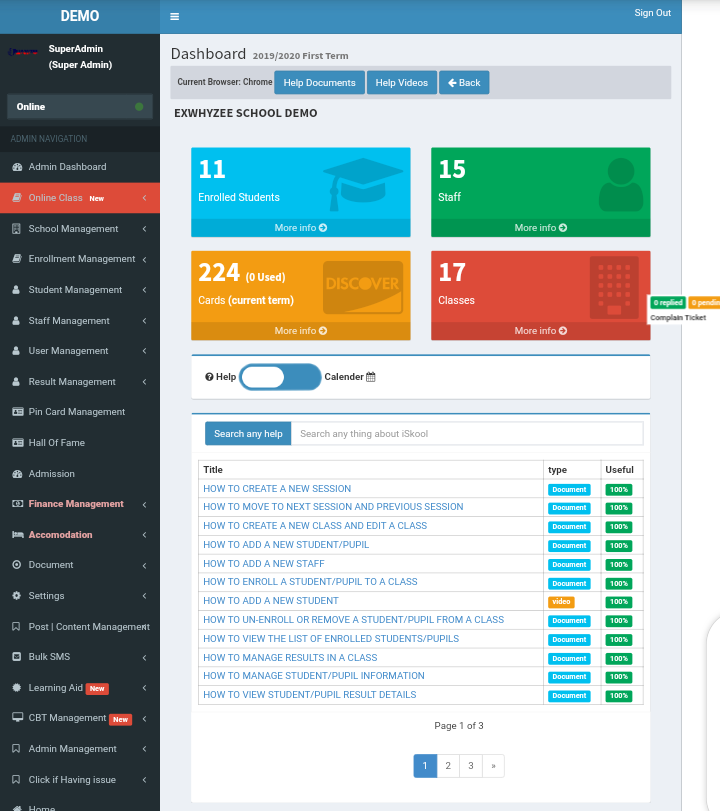 DEMO
Sign Out
SuperAdmin
(Super Admin)
Online
ADMIN NAVIGATION
Admin Dashboard
Online Class New
School Management
Enrollment Management
Student Management
Staff Management
User Management
Result Management
Pin Card Management
Hall Of Fame
Admission
Finance Management
Accomodation
Document
Settings
Post | Content Management
Bulk SMS
Learning Aid New
CBT Management New
Admin Management
Click if Having issue
Home
Dashboard 2019/2020 First Term
Current Browser: Chrome Help Documents Help Videos Back
EXWHYZEE SCHOOL DEMO
11
Enrolled Students
More info
15
Staff
More info
224 (0 Used)
Cards (current term)
DISCOVER
More info
17
Classes
More info
0 replied 0 pendin
Complain Ticket
Help Calender
Search any help Search any thing about iSkool
Title type Useful
HOW TO CREATE A NEW SESSION Document 100%
HOW TO MOVE TO NEXT SESSION AND PREVIOUS SESSION Document 100%
HOW TO CREATE A NEW CLASS AND EDIT A CLASS Document 100%
HOW TO ADD A NEW STUDENT/PUPIL Document 100%
HOW TO ADD A NEW STAFF Document 100%
HOW TO ENROLL A STUDENT/PUPIL TO A CLASS Document 100%
HOW TO ADD A NEW STUDENT video 100%
HOW TO UN-ENROLL OR REMOVE A STUDENT/PUPIL FROM A CLASS Document 100%
HOW TO VIEW THE LIST OF ENROLLED STUDENTS/PUPILS Document 100%
HOW TO MANAGE RESULTS IN A CLASS Document 100%
HOW TO MANAGE STUDENT/PUPIL INFORMATION Document 100%
HOW TO VIEW STUDENT/PUPIL RESULT DETAILS Document 100%
Page 1 of 3
1 2 3 »